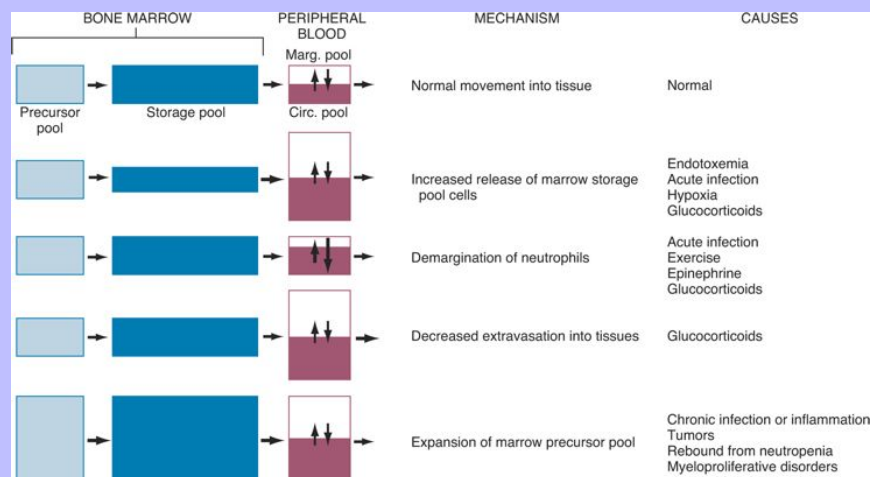 BONE MARROW
PERIPHERAL
BLOOD
MECHANISM
CAUSES
Marg. pool
Normal movement into tissue
Normal
Precursor
pool
Storage pool
Circ. pool
Increased release of marrow storage
pool cells
Endotoxemia
Acute infection
Hypoxia
Glucocorticoids
Demargination of neutrophils
Acute infection
Exercise
Epinephrine
Glucocorticoids
Decreased extravasation into tissues
Glucocorticoids
Expansion of marrow precursor pool
Chronic infection or inflammation
Tumors
Rebound from neutropenia
Myeloproliferative disorders